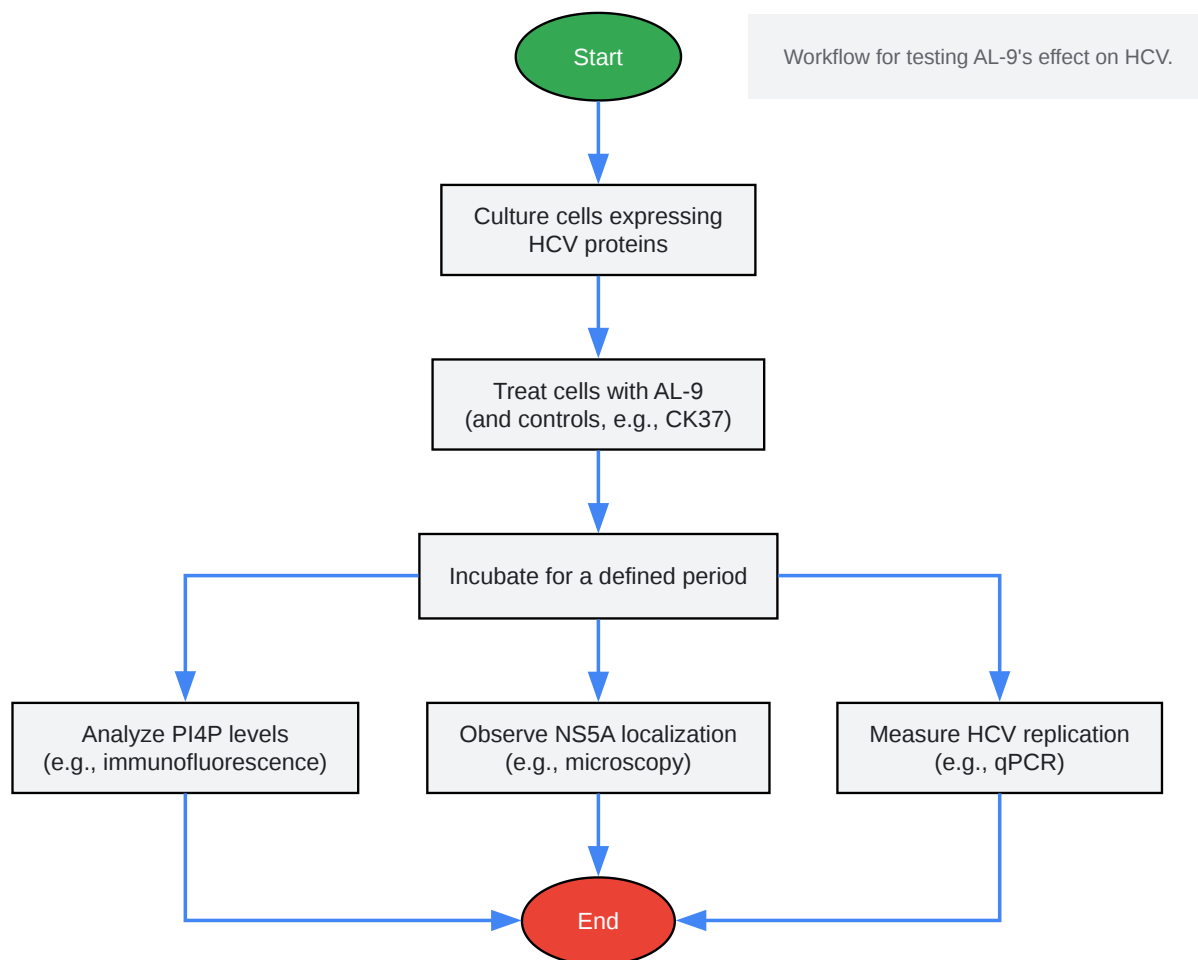 Start
Workflow for testing AL-9's effect on HCV.
Culture cells expressing
HCV proteins
Treat cells with AL-9
(and controls, e.g., CK37)
Incubate for a defined period
Analyze PI4P levels
(e.g., immunofluorescence)
Observe NS5A localization
(e.g., microscopy)
Measure HCV replication
(e.g., qPCR)
End